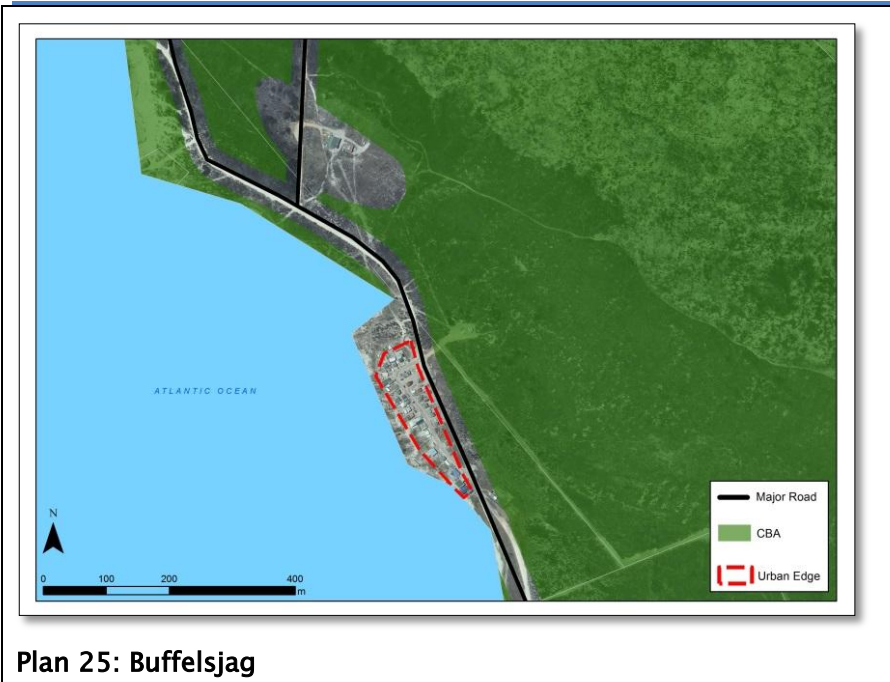 ATLANTIC OCEAN
N
0 100 200 400
m
Major Road
CBA
Urban Edge
Plan 25: Buffelsjag